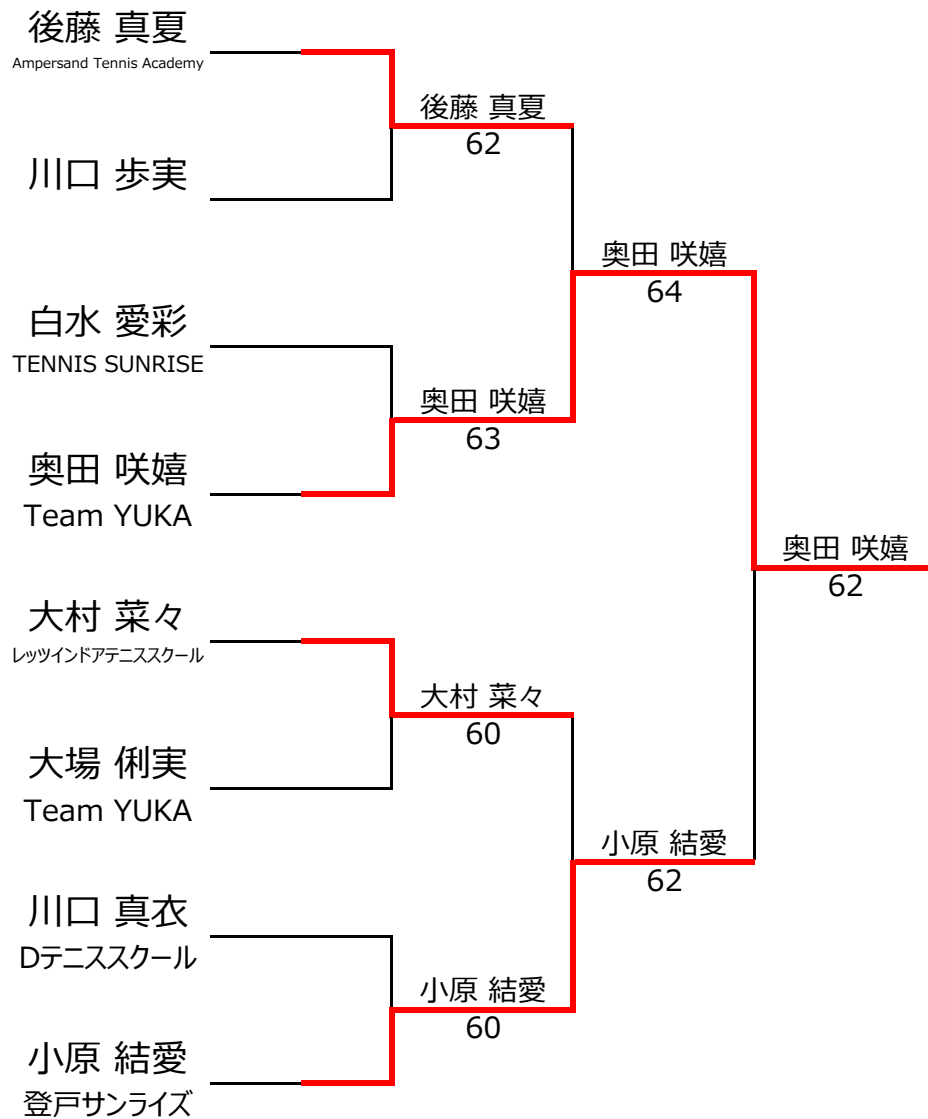 後藤 真夏
Ampersand Tennis Academy
後藤 真夏
62
川口 歩実
奥田 咲嬉
64
白水 愛彩
TENNIS SUNRISE
奥田 咲嬉
63
奥田 咲嬉
Team YUKA
奥田 咲嬉
62
大村 菜々
レッツインドアテニススクール
大村 菜々
60
大場 俐実
Team YUKA
小原 結愛
62
川口 真衣
Dテニススクール
小原 結愛
60
小原 結愛
登戸サンライズ